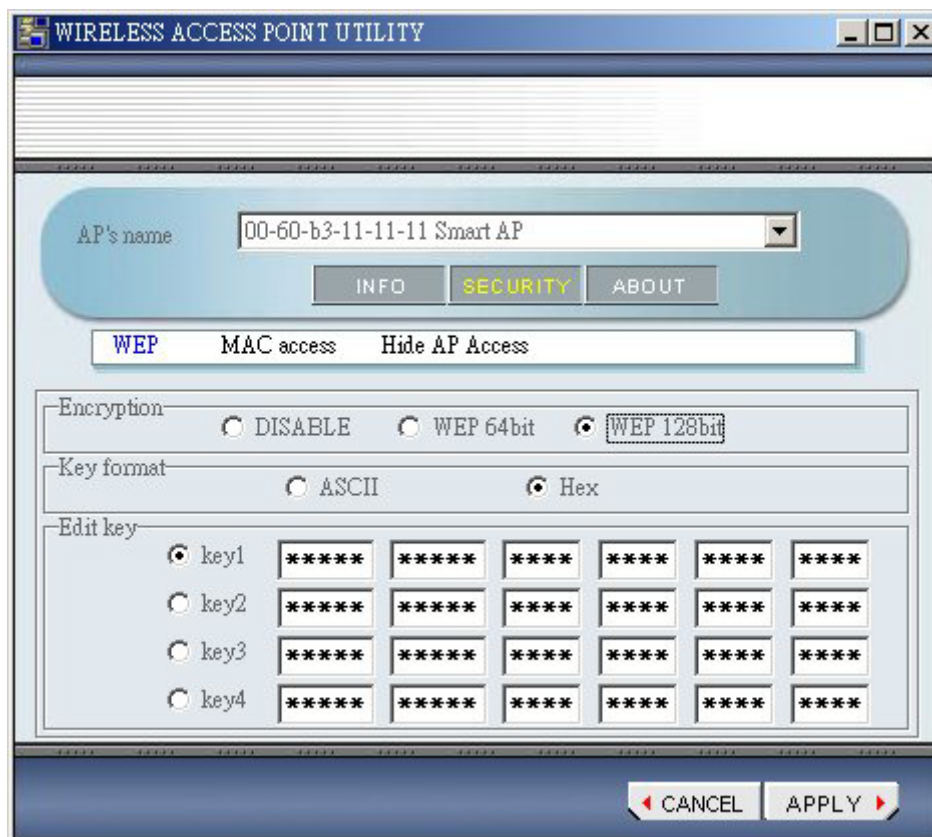 WIRELESS ACCESS POINT UTILITY
AP's name 00-60-b3-11-11-11 Smart AP
INFO SECURITY ABOUT
WEP MAC access Hide AP Access
Encryption
DISABLE WEP 64bit WEP 128bit
Key format
ASCII Hex
Edit key
key1 ***** ***** **** **** **** ****
key2 ***** ***** **** **** **** ****
key3 ***** ***** **** **** **** ****
key4 ***** ***** **** **** **** ****
CANCEL APPLY